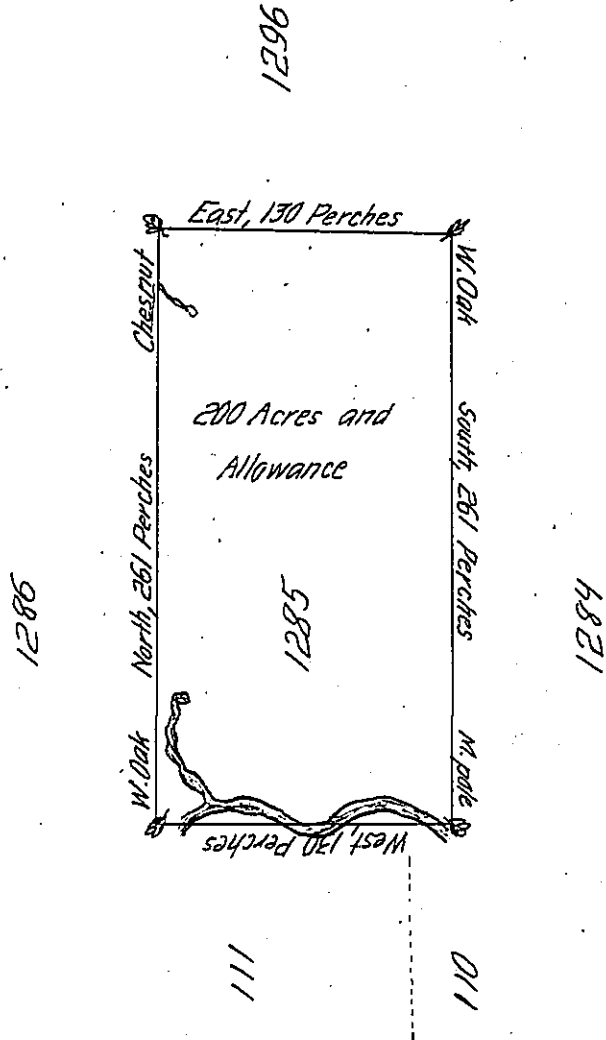 1296
East, 130 Perches
Chesnut
W. Oak
200 Acres and
Allowance
North, 261 Perches
South, 261 Perches
1286
1285
1284
W. Oak
M. pole
West, 130 Perches
111
110